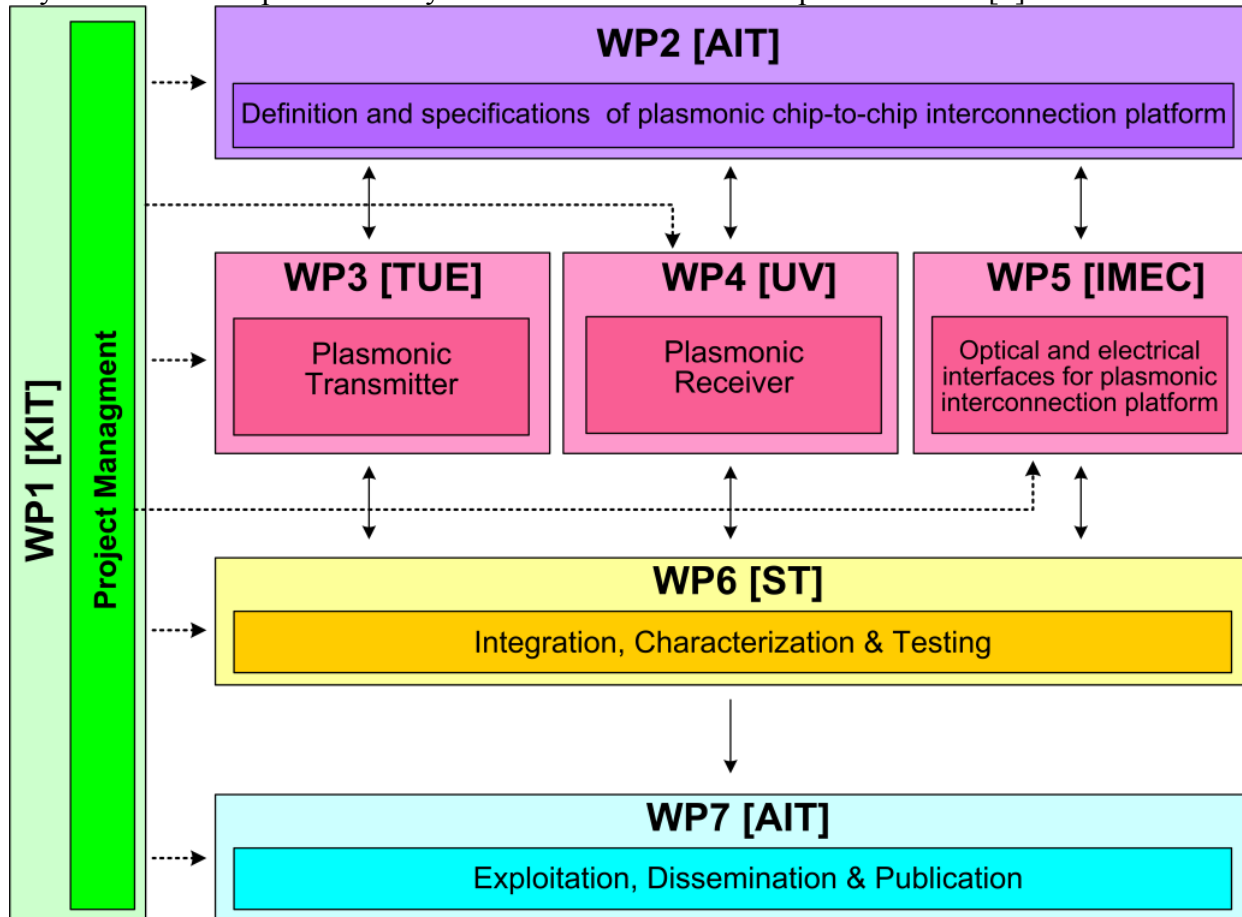 WP2 [AIT]
Definition and specifications of plasmonic chip-to-chip interconnection platform
WP1 [KIT]
Project Managment
WP3 [TUE]
Plasmonic
Transmitter
WP4 [UV]
Plasmonic
Receiver
WP5 [IMEC]
Optical and electrical
interfaces for plasmonic
interconnection platform
WP6 [ST]
Integration, Characterization & Testing
WP7 [AIT]
Exploitation, Dissemination & Publication